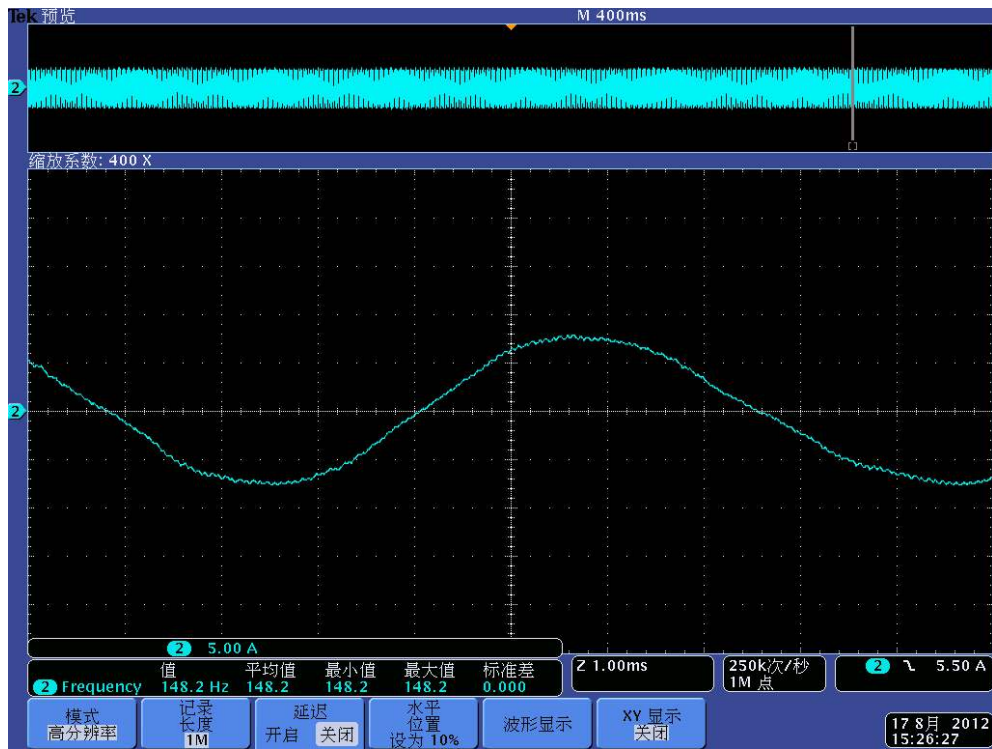 Tek 预览
M 400ms
2
缩放系数: 400 X
2
2 5.00 A
值 平均值 最小值 最大值 标准差
2 Frequency 148.2 Hz 148.2 148.2 148.2 0.000
Z 1.00ms
250k次/秒
1M 点
2 5.50 A
模式
高分辨率
记录
长度
1M
延迟
开启 关闭
水平
位置
设为 10%
波形显示
XY 显示
关闭
17 8月 2012
15:26:27